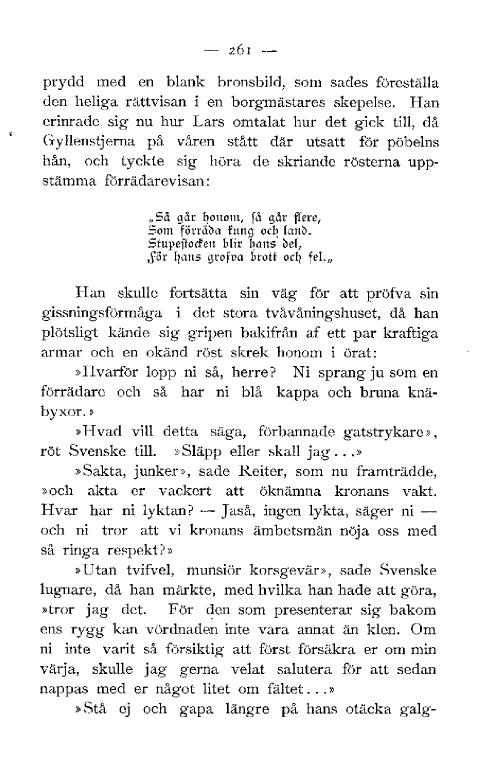 — 261 —
prydd med en blank bronsbild, som sades föreställa
den heliga rättvisan i en borgmästares skepelse. Han
erinrade sig nu hur Lars omtalat hur det gick till, då
Gyllenstjerna på våren stått där utsatt för pöbelns
hån, och tyckte sig höra de skriande rösterna upp-
stämma förrädarevisan:
„Så går honom, så går flere,
Som förråda kung och land.
Stupestocken blir hans del,
För hans grofva brott och fel.„
Han skulle fortsätta sin väg för att pröfva sin
gissningsförmåga i det stora tvåvåningshuset, då han
plötsligt kände sig gripen bakifrån af ett par kraftiga
armar och en okänd röst skrek honom i örat:
»Hvarför lopp ni så, herre? Ni sprang ju som en
förrädare och så har ni blå kappa och bruna knä-
byxor.»
»Hvad vill detta säga, förbannade gatstrykare»,
röt Svenske till. »Släpp eller skall jag...»
»Sakta, junker», sade Reiter, som nu framträdde,
»och akta er vackert att öknämna kronans vakt.
Hvar har ni lyktan? — Jaså, ingen lykta, säger ni —
och ni tror att vi kronans ämbetsmän nöja oss med
så ringa respekt?»
»Utan tvifvel, munsiör korsgevär», sade Svenske
lugnare, då han märkte, med hvilka han hade att göra,
»tror jag det. För den som presenterar sig bakom
ens rygg kan vördnaden inte vara annat än klen. Om
ni inte varit så försiktig att först försäkra er om min
värja, skulle jag gerna velat salutera för att sedan
nappas med er något litet om fältet...»
»Stå ej och gapa längre på hans otäcka galg-